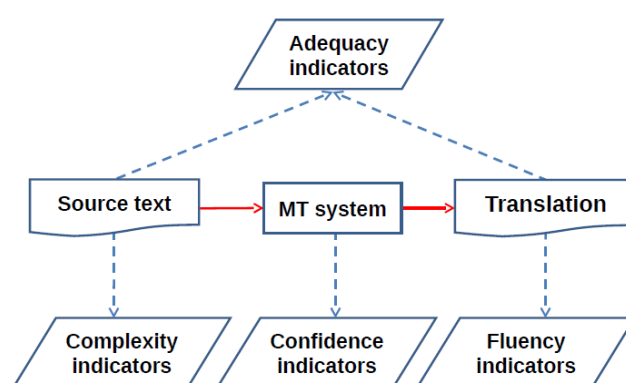 Adequacy
indicators
Source text
MT system
Translation
Complexity
indicators
Confidence
indicators
Fluency
indicators